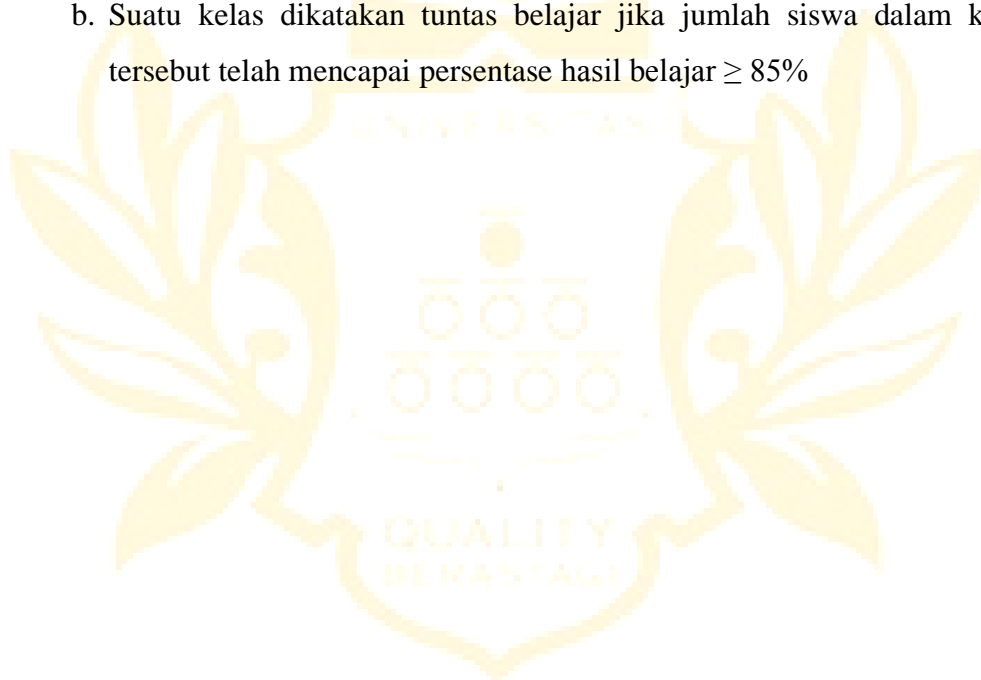 b. Suatu kelas dikatakan tuntas belajar jika jumlah siswa dalam k
tersebut telah mencapai persentase hasil belajar ≥ 85%
UNIVERSITAS
QUALITY
BERASTAGI